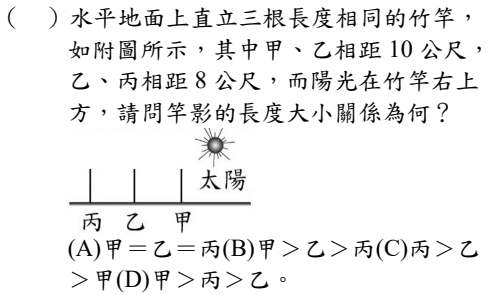 (　)水平地面上直立三根長度相同的竹竿，
如附圖所示，其中甲、乙相距 10 公尺，
乙、丙相距 8 公尺，而陽光在竹竿右上
方，請問竿影的長度大小關係為何？
太陽
丙 乙 甲
(A)甲＝乙＝丙(B)甲＞乙＞丙(C)丙＞乙
＞甲(D)甲＞丙＞乙。